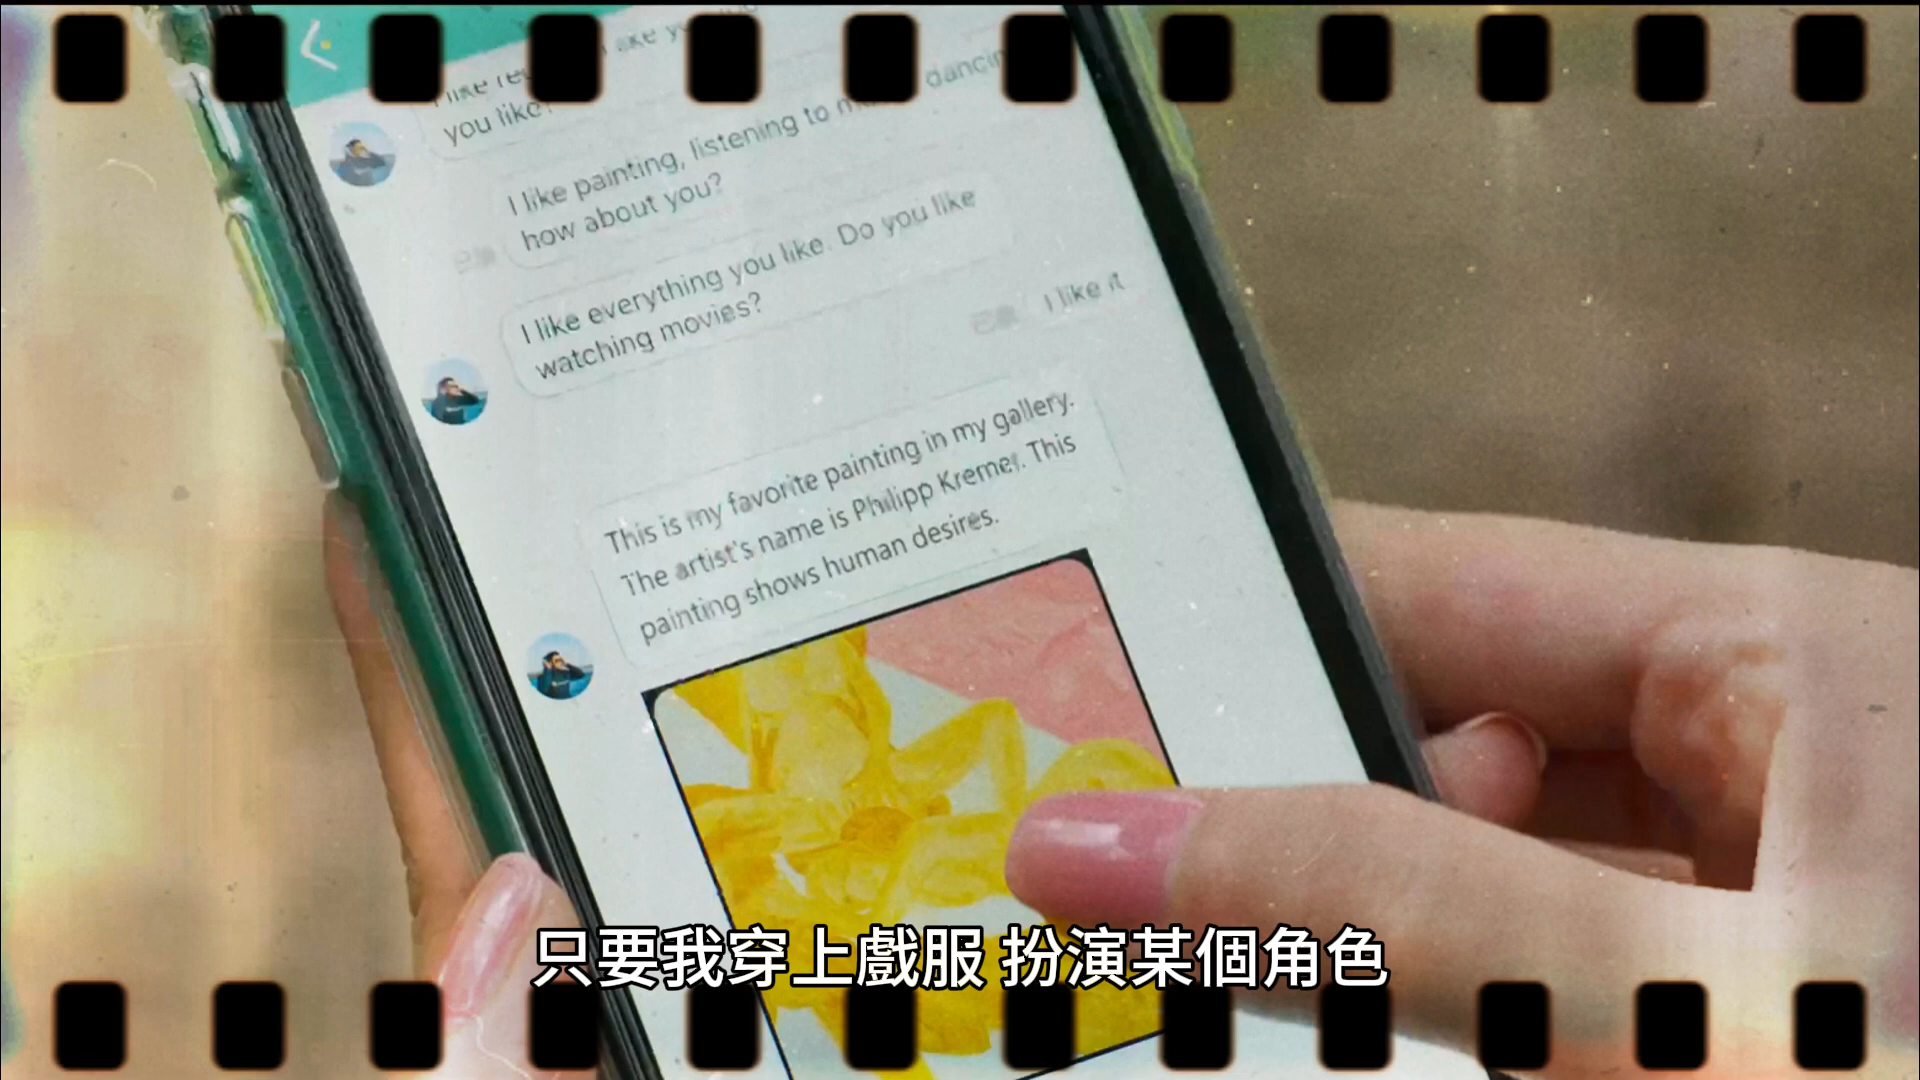 you like?
I like painting, listening to dancin
how about you?
I like everything you like. Do you like
watching movies?
I like it
This is my favorite painting in my gallery.
The artist's name is Philipp Kremer. This
painting shows human desires.
只要我穿上戲服 扮演某個角色